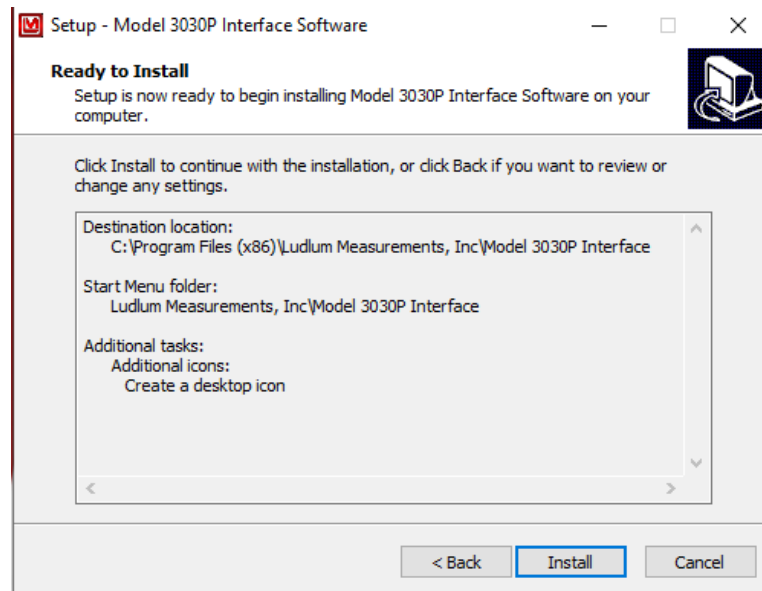 Setup - Model 3030P Interface Software
Ready to Install
Setup is now ready to begin installing Model 3030P Interface Software on your
computer.
Click Install to continue with the installation, or click Back if you want to review or
change any settings.
Destination location:
C:\Program Files (x86)\Ludlum Measurements, Inc\Model 3030P Interface
Start Menu folder:
Ludlum Measurements, Inc\Model 3030P Interface
Additional tasks:
Additional icons:
Create a desktop icon
< Back Install Cancel